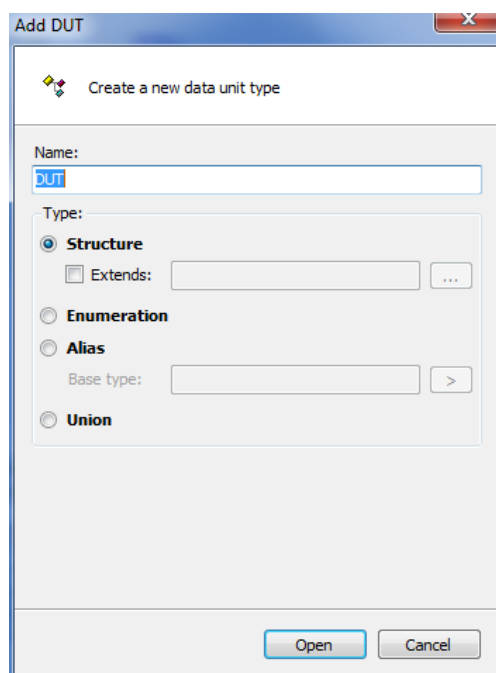 Add DUT
X
Create a new data unit type
Name:
DUT
Type:
Structure
Extends:
...
Enumeration
Alias
Base type:
>
Union
Open
Cancel